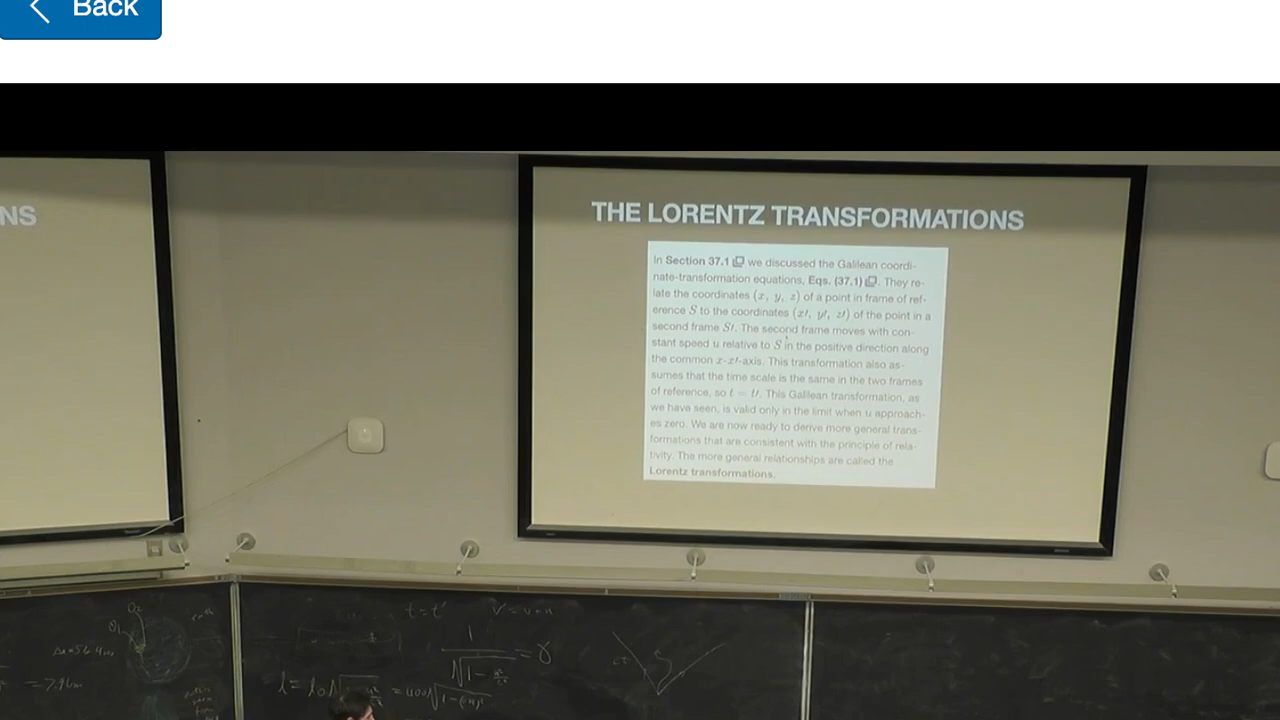 Back
NS
THE LORENTZ TRANSFORMATIONS
In Section 37.1 we discussed the Galilean coordi-
nate-transformation equations, Eqs. (37.1). They re-
late the coordinates (x, y, z) of a point in frame of ref-
erence S to the coordinates (x′, y′, z′) of the point in a
second frame S′. The second frame moves with con-
stant speed u relative to S in the positive direction along
the common x-x′-axis. This transformation also as-
sumes that the time scale is the same in the two frames
of reference, so t = t′. This Galilean transformation, as
we have seen, is valid only in the limit when u approach-
es zero. We are now ready to derive more general trans-
formations that are consistent with the principle of rela-
tivity. The more general relationships are called the
Lorentz transformations.
t = t′
1
= γ
= 7.96m